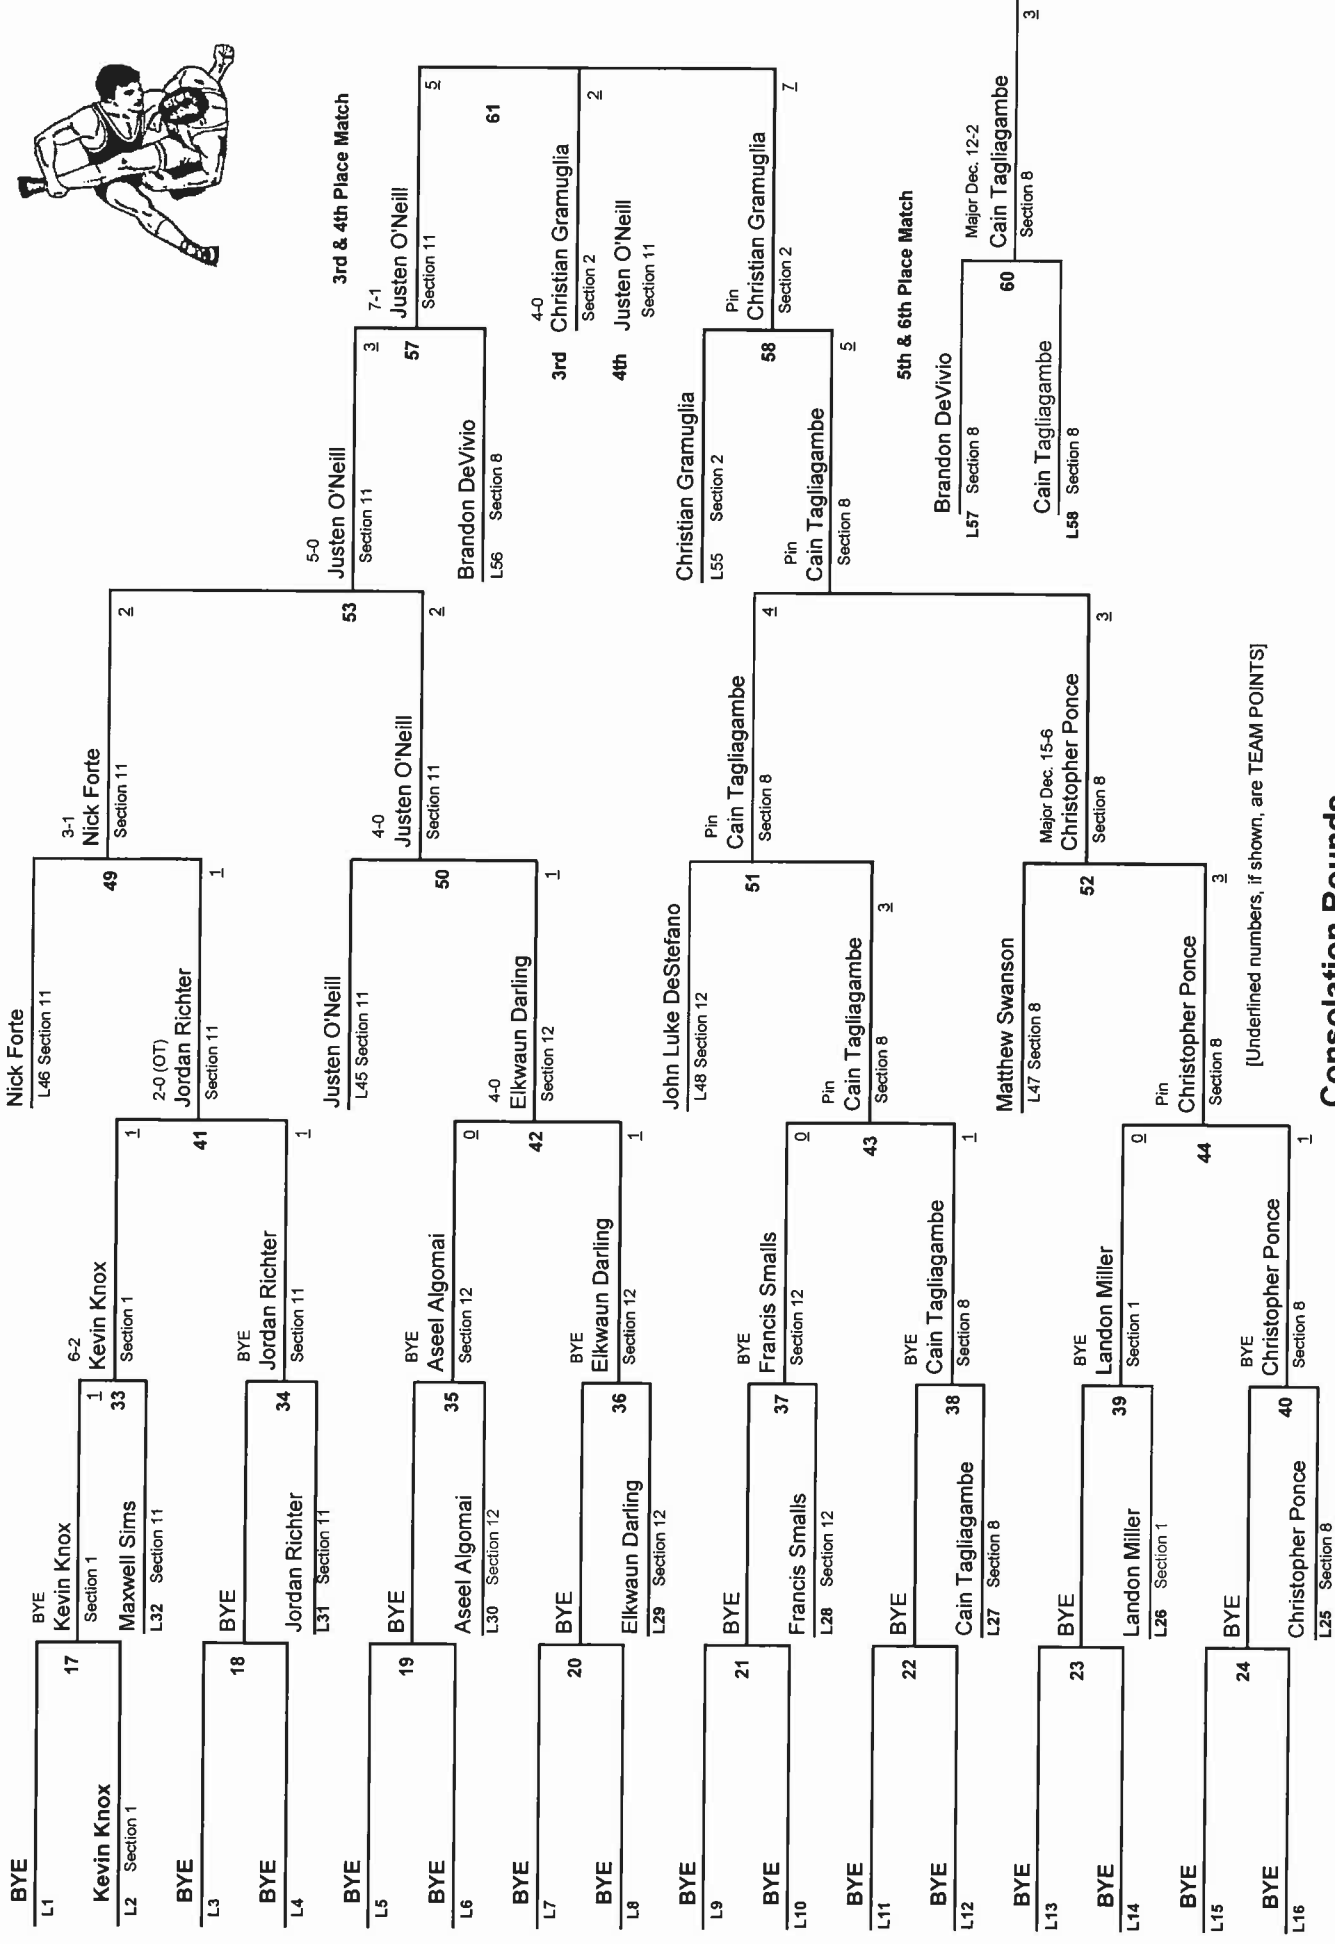 BYE
L1
Kevin Knox
L2 Section 1
BYE
L3
BYE
L4
BYE
L5
BYE
L6
BYE
L7
BYE
L8
BYE
L9
BYE
L10
BYE
L11
BYE
L12
BYE
L13
BYE
L14
BYE
L15
BYE
L16
17
18
19
20
21
22
23
24
BYE
Kevin Knox
Section 1
1
Maxwell Sims
L32 Section 11
BYE
Jordan Richter
L31 Section 11
BYE
Aseel Algomai
L30 Section 12
BYE
Elkwaun Darling
L29 Section 12
BYE
Francis Smalls
L28 Section 12
BYE
Cain Tagliagambe
L27 Section 8
BYE
Landon Miller
L26 Section 1
BYE
Christopher Ponce
L25 Section 8
33
34
35
36
37
38
39
40
6-2
Kevin Knox
Section 1
1
BYE
Jordan Richter
Section 11
1
BYE
Aseel Algomai
Section 12
0
BYE
Elkwaun Darling
Section 12
1
BYE
Francis Smalls
Section 12
0
BYE
Cain Tagliagambe
Section 8
1
BYE
Landon Miller
Section 1
0
BYE
Christopher Ponce
Section 8
1
41
42
43
44
Nick Forte
L46 Section 11
2-0 (OT)
Jordan Richter
Section 11
1
Justen O'Neill
L45 Section 11
4-0
Elkwaun Darling
Section 12
1
John Luke DeStefano
L48 Section 12
Pin
Cain Tagliagambe
Section 8
3
Matthew Swanson
L47 Section 8
Pin
Christopher Ponce
Section 8
3
49
50
51
52
3-1
Nick Forte
Section 11
2
4-0
Justen O'Neill
Section 11
2
Pin
Cain Tagliagambe
Section 8
4
Major Dec. 15-6
Christopher Ponce
Section 8
3
53
5-0
Justen O'Neill
Section 11
3
Brandon DeVivio
L56 Section 8
Christian Gramuglia
L55 Section 2
Pin
Cain Tagliagambe
Section 8
5
57
58
3rd & 4th Place Match
7-1
Justen O'Neill
Section 11
5
61
4-0
3rd Christian Gramuglia
Section 2
2
4th Justen O'Neill
Section 11
Pin
Christian Gramuglia
Section 2
7
5th & 6th Place Match
Brandon DeVivio
L57 Section 8
Cain Tagliagambe
L58 Section 8
60
Major Dec. 12-2
Cain Tagliagambe
Section 8
3
[Underlined numbers, if shown, are TEAM POINTS]
Consolation Rounds